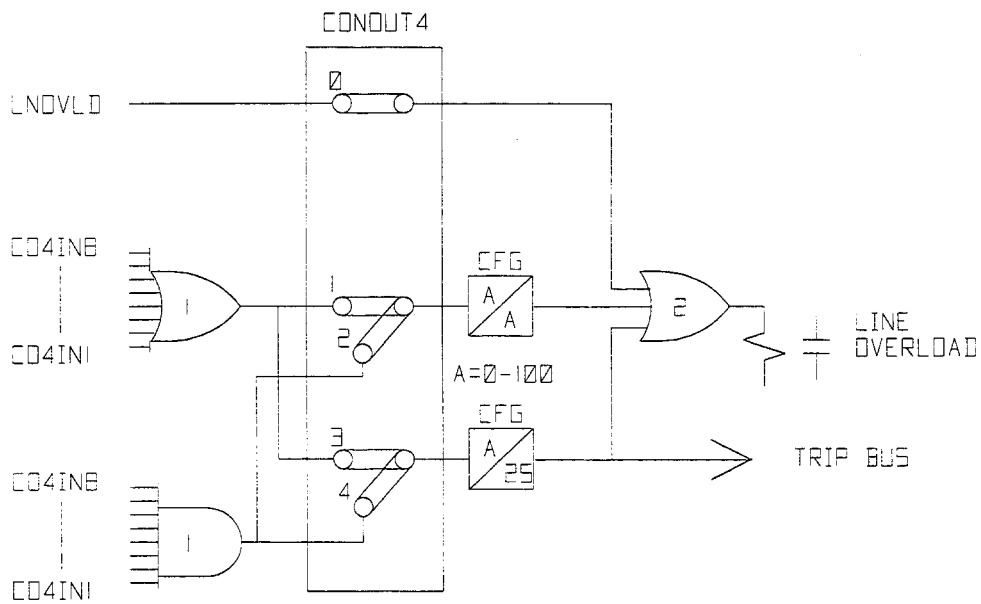 CONOUT4
0
LNOVLD
CO4IN8
1
CO4IN1
1
2
CFG
A
A
2
LINE
OVERLOAD
A=0-100
CFG
3
4
A
25
TRIP BUS
CO4IN8
1
CO4IN1